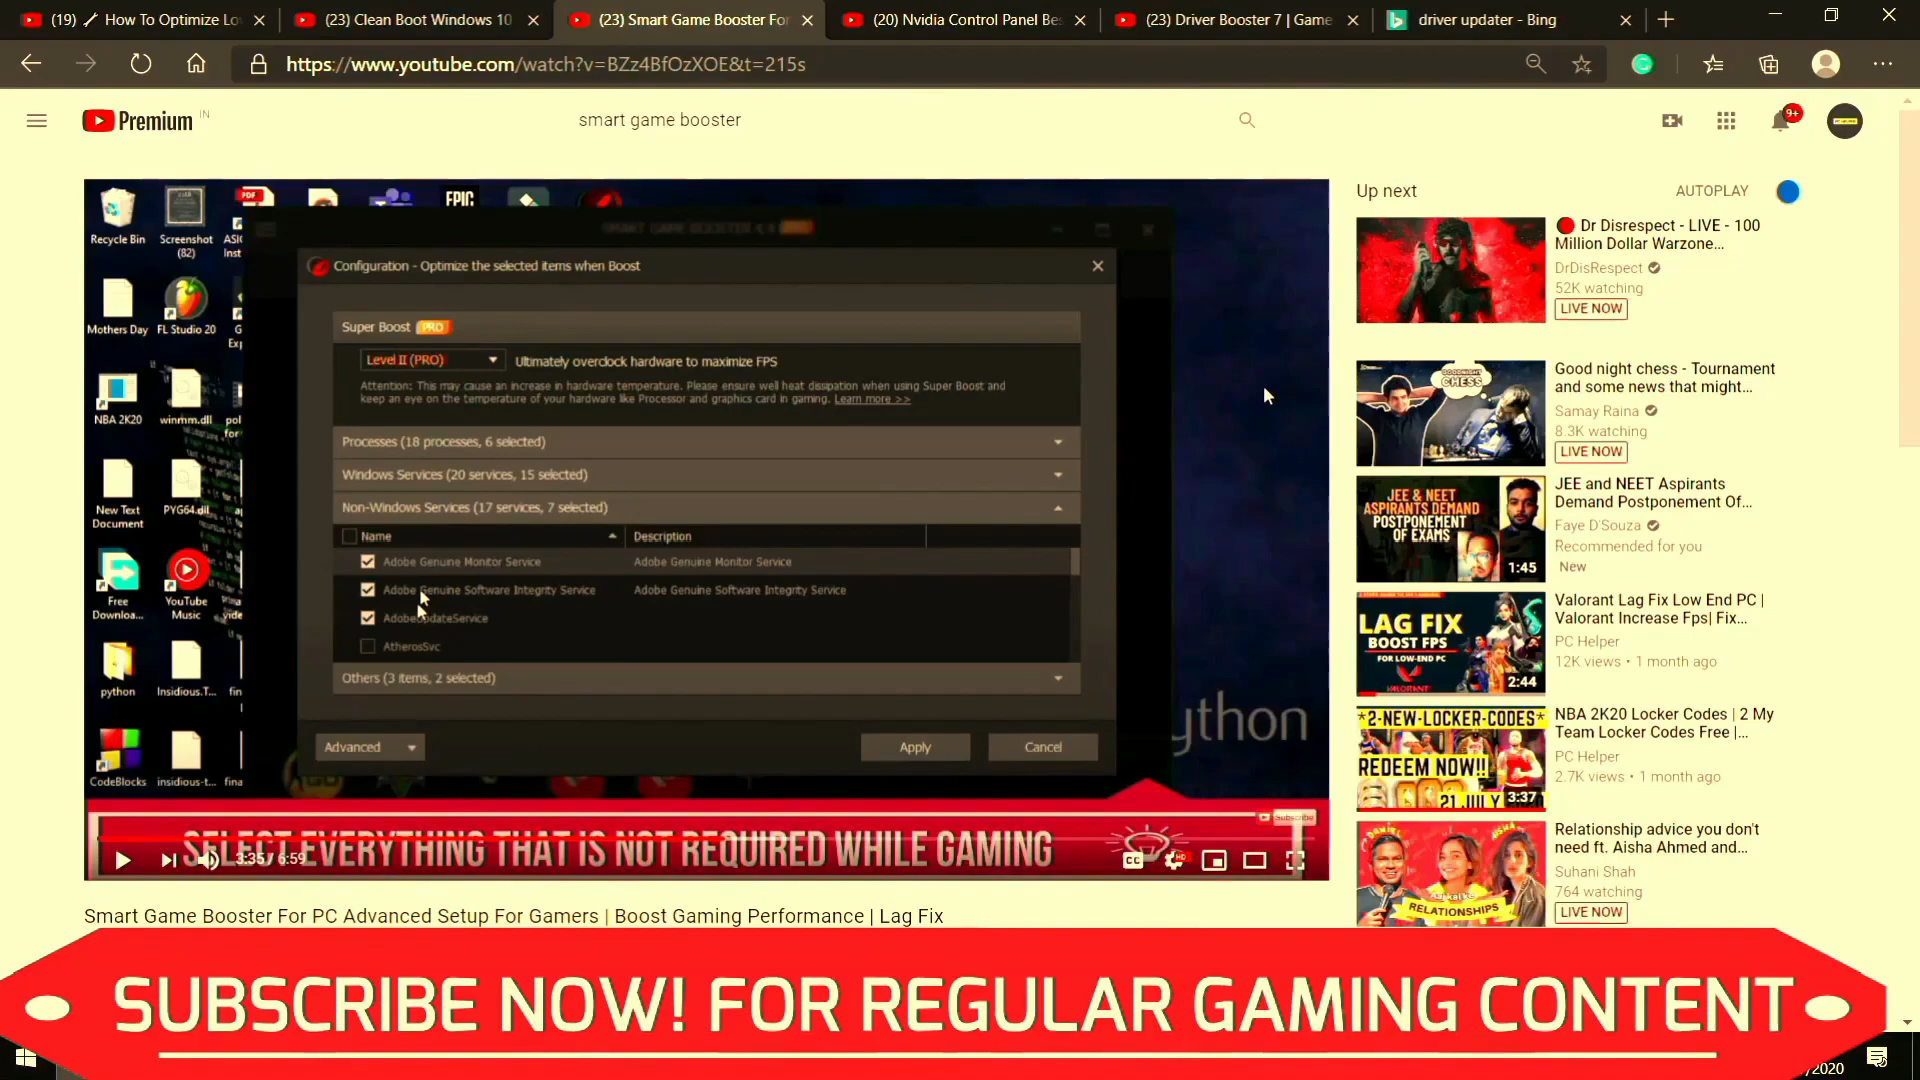 (19) How To Optimize Lo
(23) Clean Boot Windows 10
(23) Smart Game Booster For
(20) Nvidia Control Panel Be
(23) Driver Booster 7 | Game
driver updater - Bing
https://www.youtube.com/watch?v=BZz4BfOzXOE&t=215s
Premium IN
smart game booster
9+
Recycle Bin
Screenshot
(82)
PDF
EPIC
Mothers Day
FL Studio 20
NBA 2K20
winmm.dll
New Text
Document
PYG64.dll
Free
Downloa...
YouTube
Music
python
Insidious.T...
CodeBlocks
insidious-t...
ython
Configuration - Optimize the selected items when Boost
Super Boost PRO
Level II (PRO)
Ultimately overclock hardware to maximize FPS
Attention: This may cause an increase in hardware temperature. Please ensure well heat dissipation when using Super Boost and
keep an eye on the temperature of your hardware like Processor and graphics card in gaming. Learn more >>
Processes (18 processes, 6 selected)
Windows Services (20 services, 15 selected)
Non-Windows Services (17 services, 7 selected)
Name
Description
Adobe Genuine Monitor Service
Adobe Genuine Monitor Service
Adobe Genuine Software Integrity Service
Adobe Genuine Software Integrity Service
AdobeUpdateService
AtherosSvc
Others (3 items, 2 selected)
Advanced
Apply
Cancel
Subscribe
SELECT EVERYTHING THAT IS NOT REQUIRED WHILE GAMING
3:35 / 6:59
CC
HD
Smart Game Booster For PC Advanced Setup For Gamers | Boost Gaming Performance | Lag Fix
Up next
AUTOPLAY
Dr Disrespect - LIVE - 100
Million Dollar Warzone...
DrDisRespect
52K watching
LIVE NOW
GOODNIGHT
CHESS
Good night chess - Tournament
and some news that might...
Samay Raina
8.3K watching
LIVE NOW
JEE & NEET
ASPIRANTS
DEMAND
POSTPONEMENT
OF EXAMS
1:45
JEE and NEET Aspirants
Demand Postponement Of...
Faye D'Souza
Recommended for you
New
LAG FIX
BOOST FPS
FOR LOW-END PC
VALORANT
2:44
Valorant Lag Fix Low End PC |
Valorant Increase Fps| Fix...
PC Helper
12K views • 1 month ago
*2-NEW-LOCKER-CODES*
REDEEM NOW!!
21 JULY
3:37
NBA 2K20 Locker Codes | 2 My
Team Locker Codes Free |...
PC Helper
2.7K views • 1 month ago
RELATIONSHIPS
Relationship advice you don't
need ft. Aisha Ahmed and...
Suhani Shah
764 watching
LIVE NOW
SUBSCRIBE NOW! FOR REGULAR GAMING CONTENT
/2020